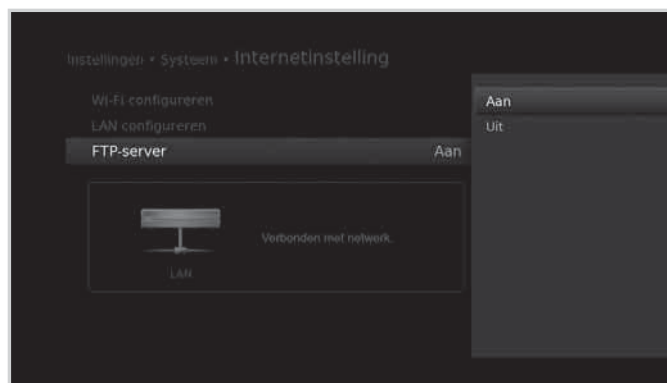 Instellingen • Systeem • Internetinstelling
Wi-Fi configureren
LAN configureren
FTP-server Aan
Verbonden met netwerk.
LAN
Aan
Uit